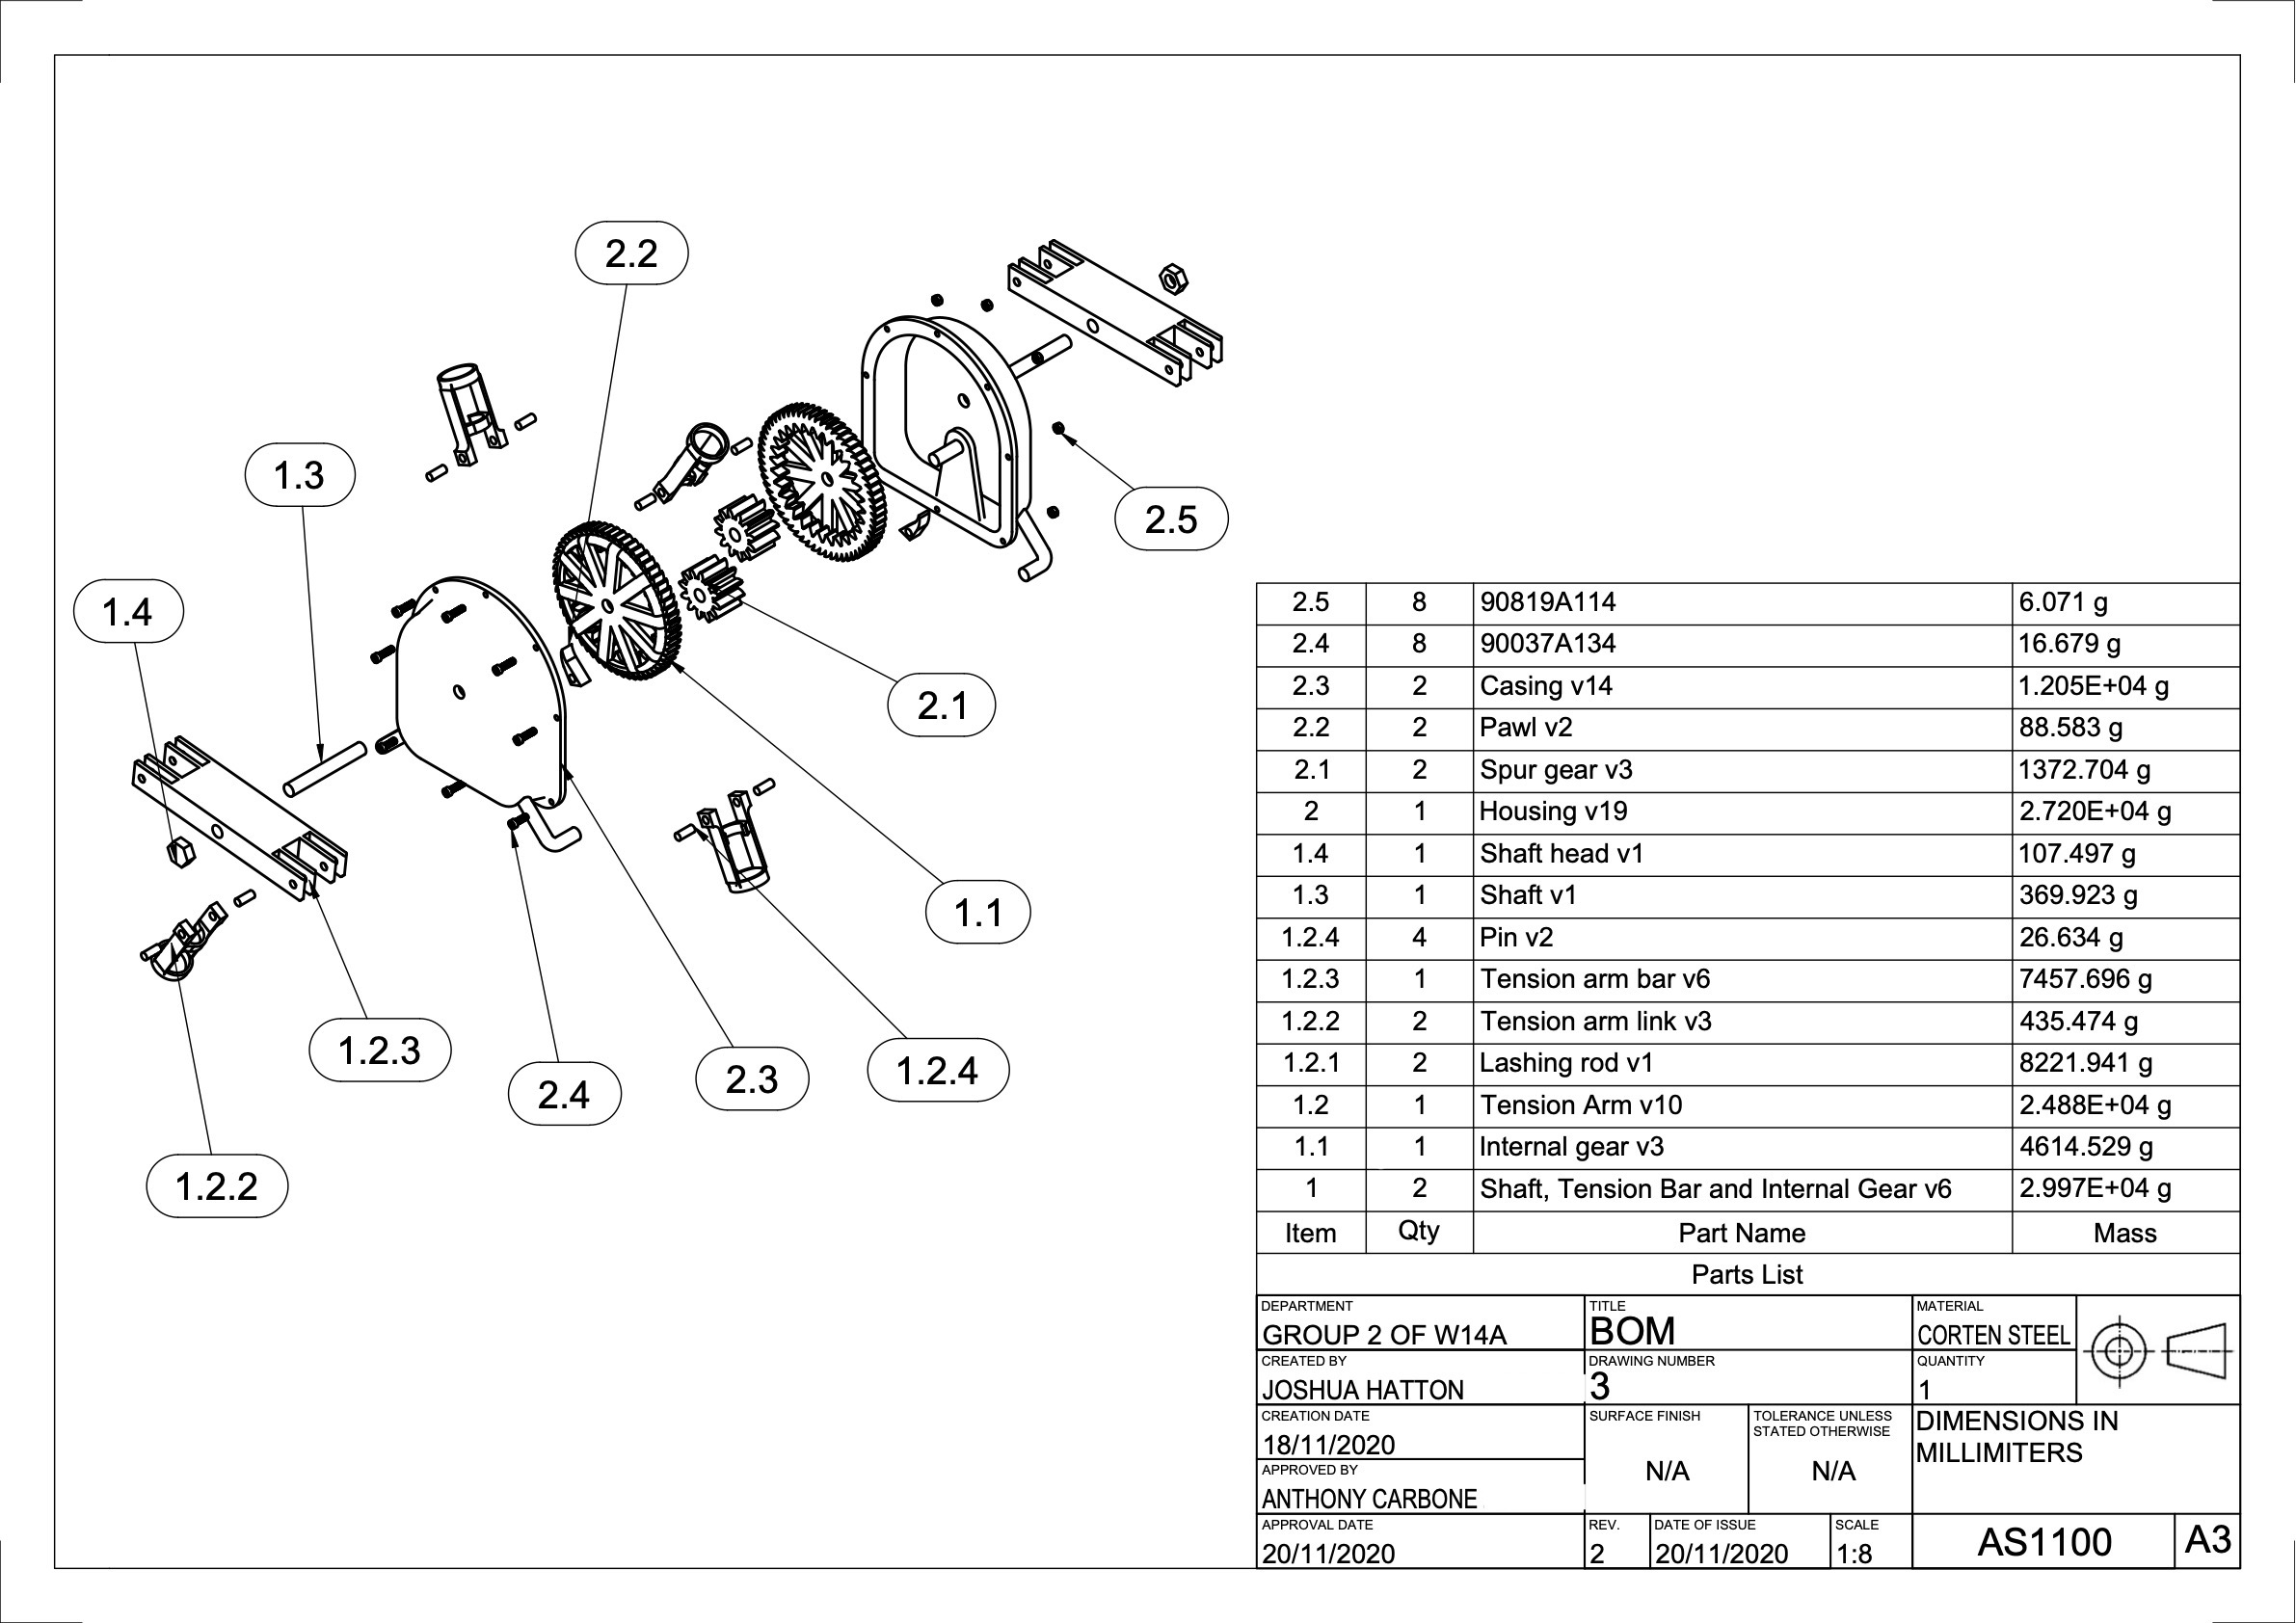 2.2
1.3
2.5
1.4
2.1
1.1
1.2.3
1.2.4
2.3
2.4
1.2.2
2.5 8 90819A114 6.071 g
2.4 8 90037A134 16.679 g
2.3 2 Casing v14 1.205E+04 g
2.2 2 Pawl v2 88.583 g
2.1 2 Spur gear v3 1372.704 g
2 1 Housing v19 2.720E+04 g
1.4 1 Shaft head v1 107.497 g
1.3 1 Shaft v1 369.923 g
1.2.4 4 Pin v2 26.634 g
1.2.3 1 Tension arm bar v6 7457.696 g
1.2.2 2 Tension arm link v3 435.474 g
1.2.1 2 Lashing rod v1 8221.941 g
1.2 1 Tension Arm v10 2.488E+04 g
1.1 1 Internal gear v3 4614.529 g
1 2 Shaft, Tension Bar and Internal Gear v6 2.997E+04 g
Item Qty Part Name Mass
Parts List
DEPARTMENT
GROUP 2 OF W14A
TITLE
BOM
MATERIAL
CORTEN STEEL
CREATED BY
JOSHUA HATTON
DRAWING NUMBER
3
QUANTITY
1
CREATION DATE
18/11/2020
SURFACE FINISH
N/A
TOLERANCE UNLESS
STATED OTHERWISE
N/A
DIMENSIONS IN
MILLIMITERS
APPROVED BY
ANTHONY CARBONE
APPROVAL DATE
20/11/2020
REV.
2
DATE OF ISSUE
20/11/2020
SCALE
1:8
AS1100
A3